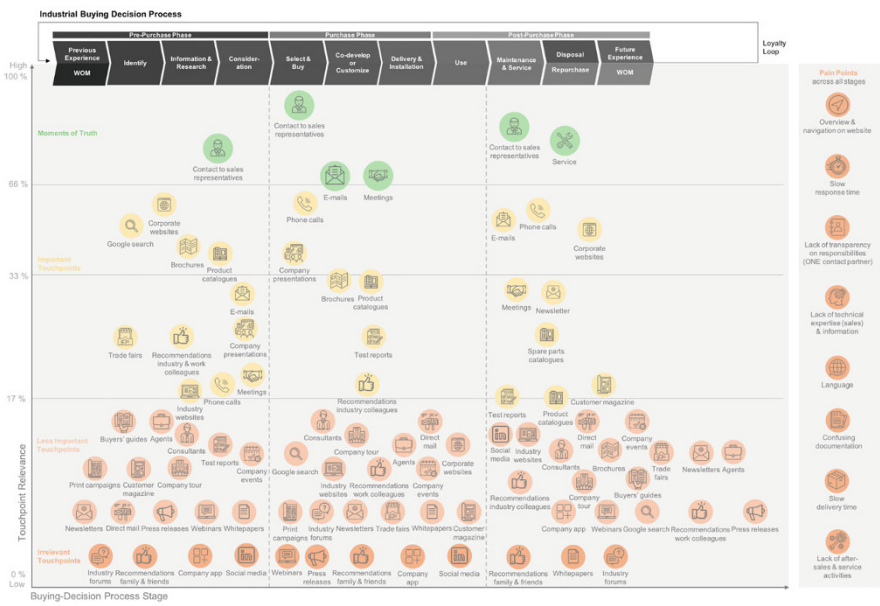 Industrial Buying Decision Process
Pre-Purchase Phase
Purchase Phase
Post-Purchase Phase
Loyalty
Loop
Previous
Experience
WOM
Identify
Information &
Research
Consider-
ation
Select &
Buy
Co-develop
or
Customize
Delivery &
Installation
Use
Maintenance
& Service
Disposal
Repurchase
Future
Experience
WOM
High
100 %
66 %
33 %
17 %
0 %
Low
Touchpoint Relevance
Buying-Decision Process Stage
Moments of Truth
Contact to sales
representatives
Contact to sales
representatives
E-mails
Meetings
Contact to sales
representatives
Service
Important
Touchpoints
Corporate
websites
Google search
Brochures
Product
catalogues
E-mails
Trade fairs
Recommendations
industry & work
colleagues
Company
presentations
Industry
websites
Phone calls
Meetings
Phone calls
Company
presentations
Brochures
Product
catalogues
Test reports
Recommendations
industry colleagues
E-mails
Phone calls
Corporate
websites
Meetings
Newsletter
Spare parts
catalogues
Test reports
Product
catalogues
Customer magazine
Less Important
Touchpoints
Buyers' guides
Agents
Consultants
Test reports
Company
events
Print campaigns
Customer
magazine
Company tour
Newsletters
Direct mail
Press releases
Webinars
Whitepapers
Google search
Consultants
Company tour
Agents
Direct
mail
Corporate
websites
Industry
websites
Recommendations
work colleagues
Company
events
Print
campaigns
Industry
forums
Newsletters
Trade fairs
Whitepapers
Customer
magazine
Social
media
Industry
websites
Consultants
Direct
mail
Brochures
Company
events
Trade
fairs
Newsletters
Agents
Recommendations
industry colleagues
Company
tour
Buyers' guides
Company app
Webinars
Google search
Recommendations
work colleagues
Press releases
Irrelevant
Touchpoints
Industry
forums
Recommendations
family & friends
Company app
Social media
Webinars
Press
releases
Recommendations
family & friends
Company
app
Social media
Recommendations
family & friends
Whitepapers
Industry
forums
Pain Points
across all stages
Overview &
navigation on website
Slow
response time
Lack of transparency
on responsibilities
(ONE contact partner)
Lack of technical
expertise (sales)
& information
Language
Confusing
documentation
Slow
delivery time
Lack of after-
sales & service
activities